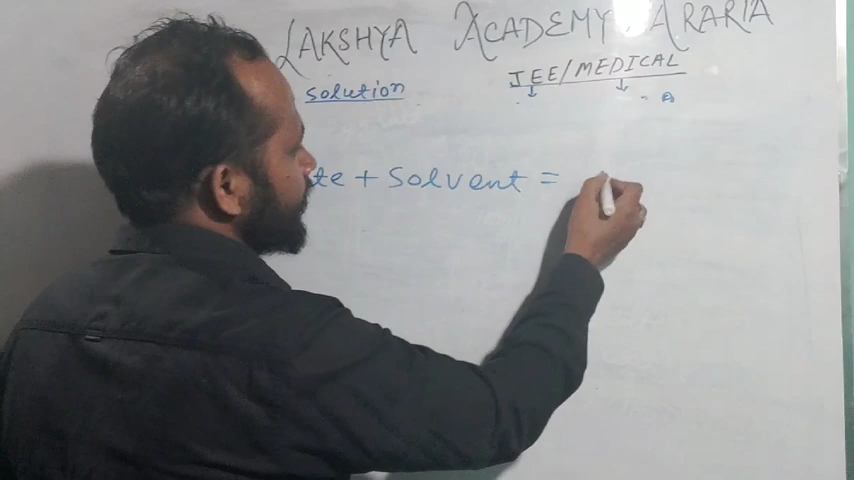 LAKSHYA ACADEMY, ARARIA
JEE/MEDICAL
Solution
te + Solvent =